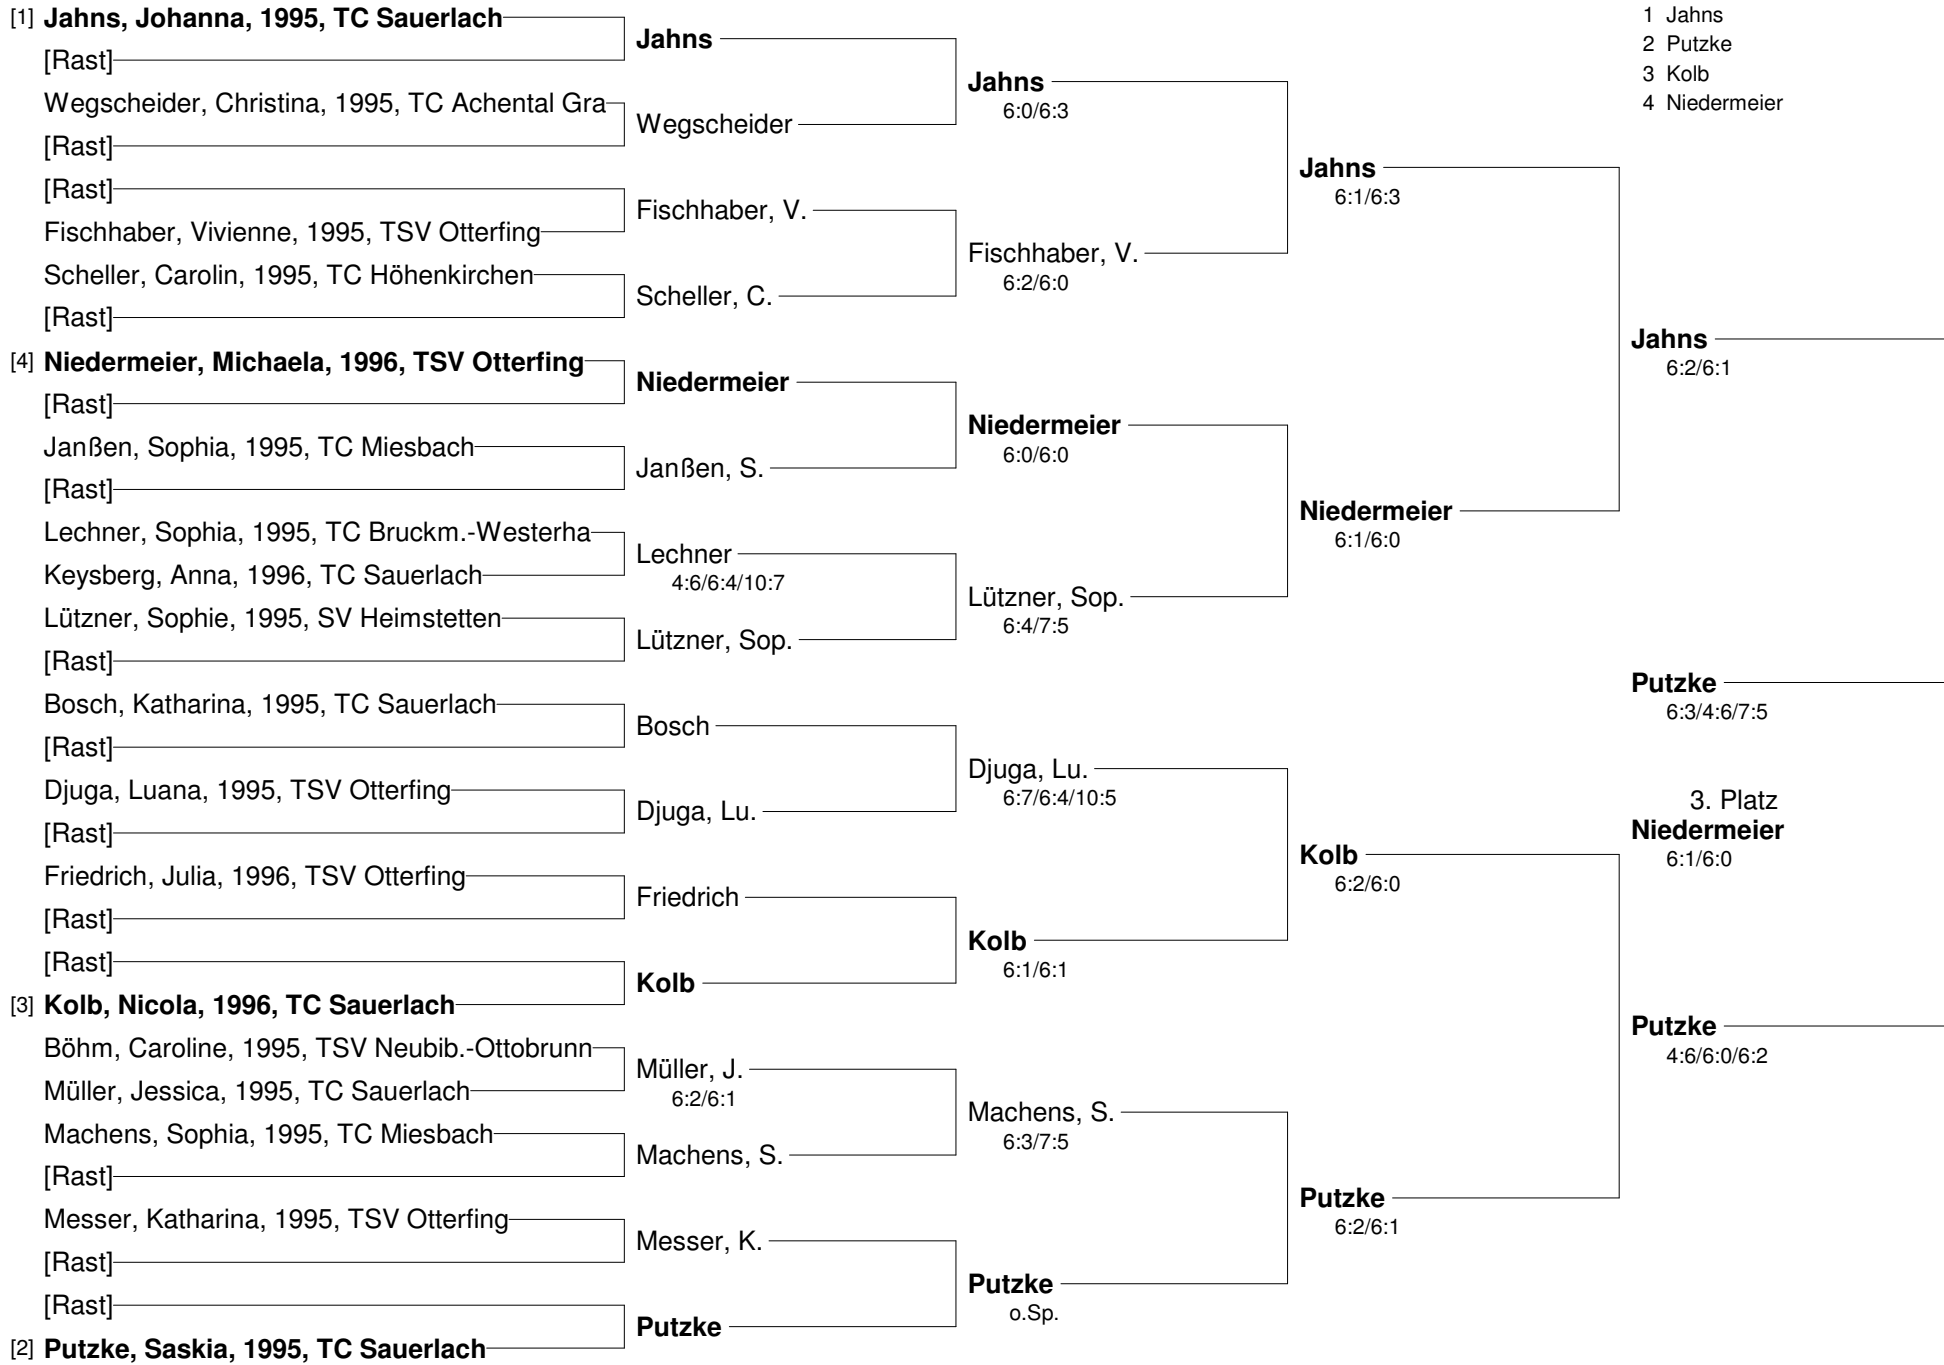 [1] Jahns, Johanna, 1995, TC Sauerlach
[Rast]
Wegscheider, Christina, 1995, TC Achental Gra
[Rast]
[Rast]
Fischhaber, Vivienne, 1995, TSV Otterfing
Scheller, Carolin, 1995, TC Höhenkirchen
[Rast]
[4] Niedermeier, Michaela, 1996, TSV Otterfing
[Rast]
Janßen, Sophia, 1995, TC Miesbach
[Rast]
Lechner, Sophia, 1995, TC Bruckm.-Westerha
Keysberg, Anna, 1996, TC Sauerlach
Lützner, Sophie, 1995, SV Heimstetten
[Rast]
Bosch, Katharina, 1995, TC Sauerlach
[Rast]
Djuga, Luana, 1995, TSV Otterfing
[Rast]
Friedrich, Julia, 1996, TSV Otterfing
[Rast]
[Rast]
[3] Kolb, Nicola, 1996, TC Sauerlach
Böhm, Caroline, 1995, TSV Neubib.-Ottobrunn
Müller, Jessica, 1995, TC Sauerlach
Machens, Sophia, 1995, TC Miesbach
[Rast]
Messer, Katharina, 1995, TSV Otterfing
[Rast]
[Rast]
[2] Putzke, Saskia, 1995, TC Sauerlach
Jahns
Wegscheider
Fischhaber, V.
Scheller, C.
Niedermeier
Janßen, S.
Lechner
4:6/6:4/10:7
Lützner, Sop.
Bosch
Djuga, Lu.
Friedrich
Kolb
Müller, J.
6:2/6:1
Machens, S.
Messer, K.
Putzke
Jahns
6:0/6:3
Fischhaber, V.
6:2/6:0
Niedermeier
6:0/6:0
Lützner, Sop.
6:4/7:5
Djuga, Lu.
6:7/6:4/10:5
Kolb
6:1/6:1
Machens, S.
6:3/7:5
Putzke
o.Sp.
Jahns
6:1/6:3
Niedermeier
6:1/6:0
Kolb
6:2/6:0
Putzke
6:2/6:1
1 Jahns
2 Putzke
3 Kolb
4 Niedermeier
Jahns
6:2/6:1
Putzke
6:3/4:6/7:5
3. Platz
Niedermeier
6:1/6:0
Putzke
4:6/6:0/6:2